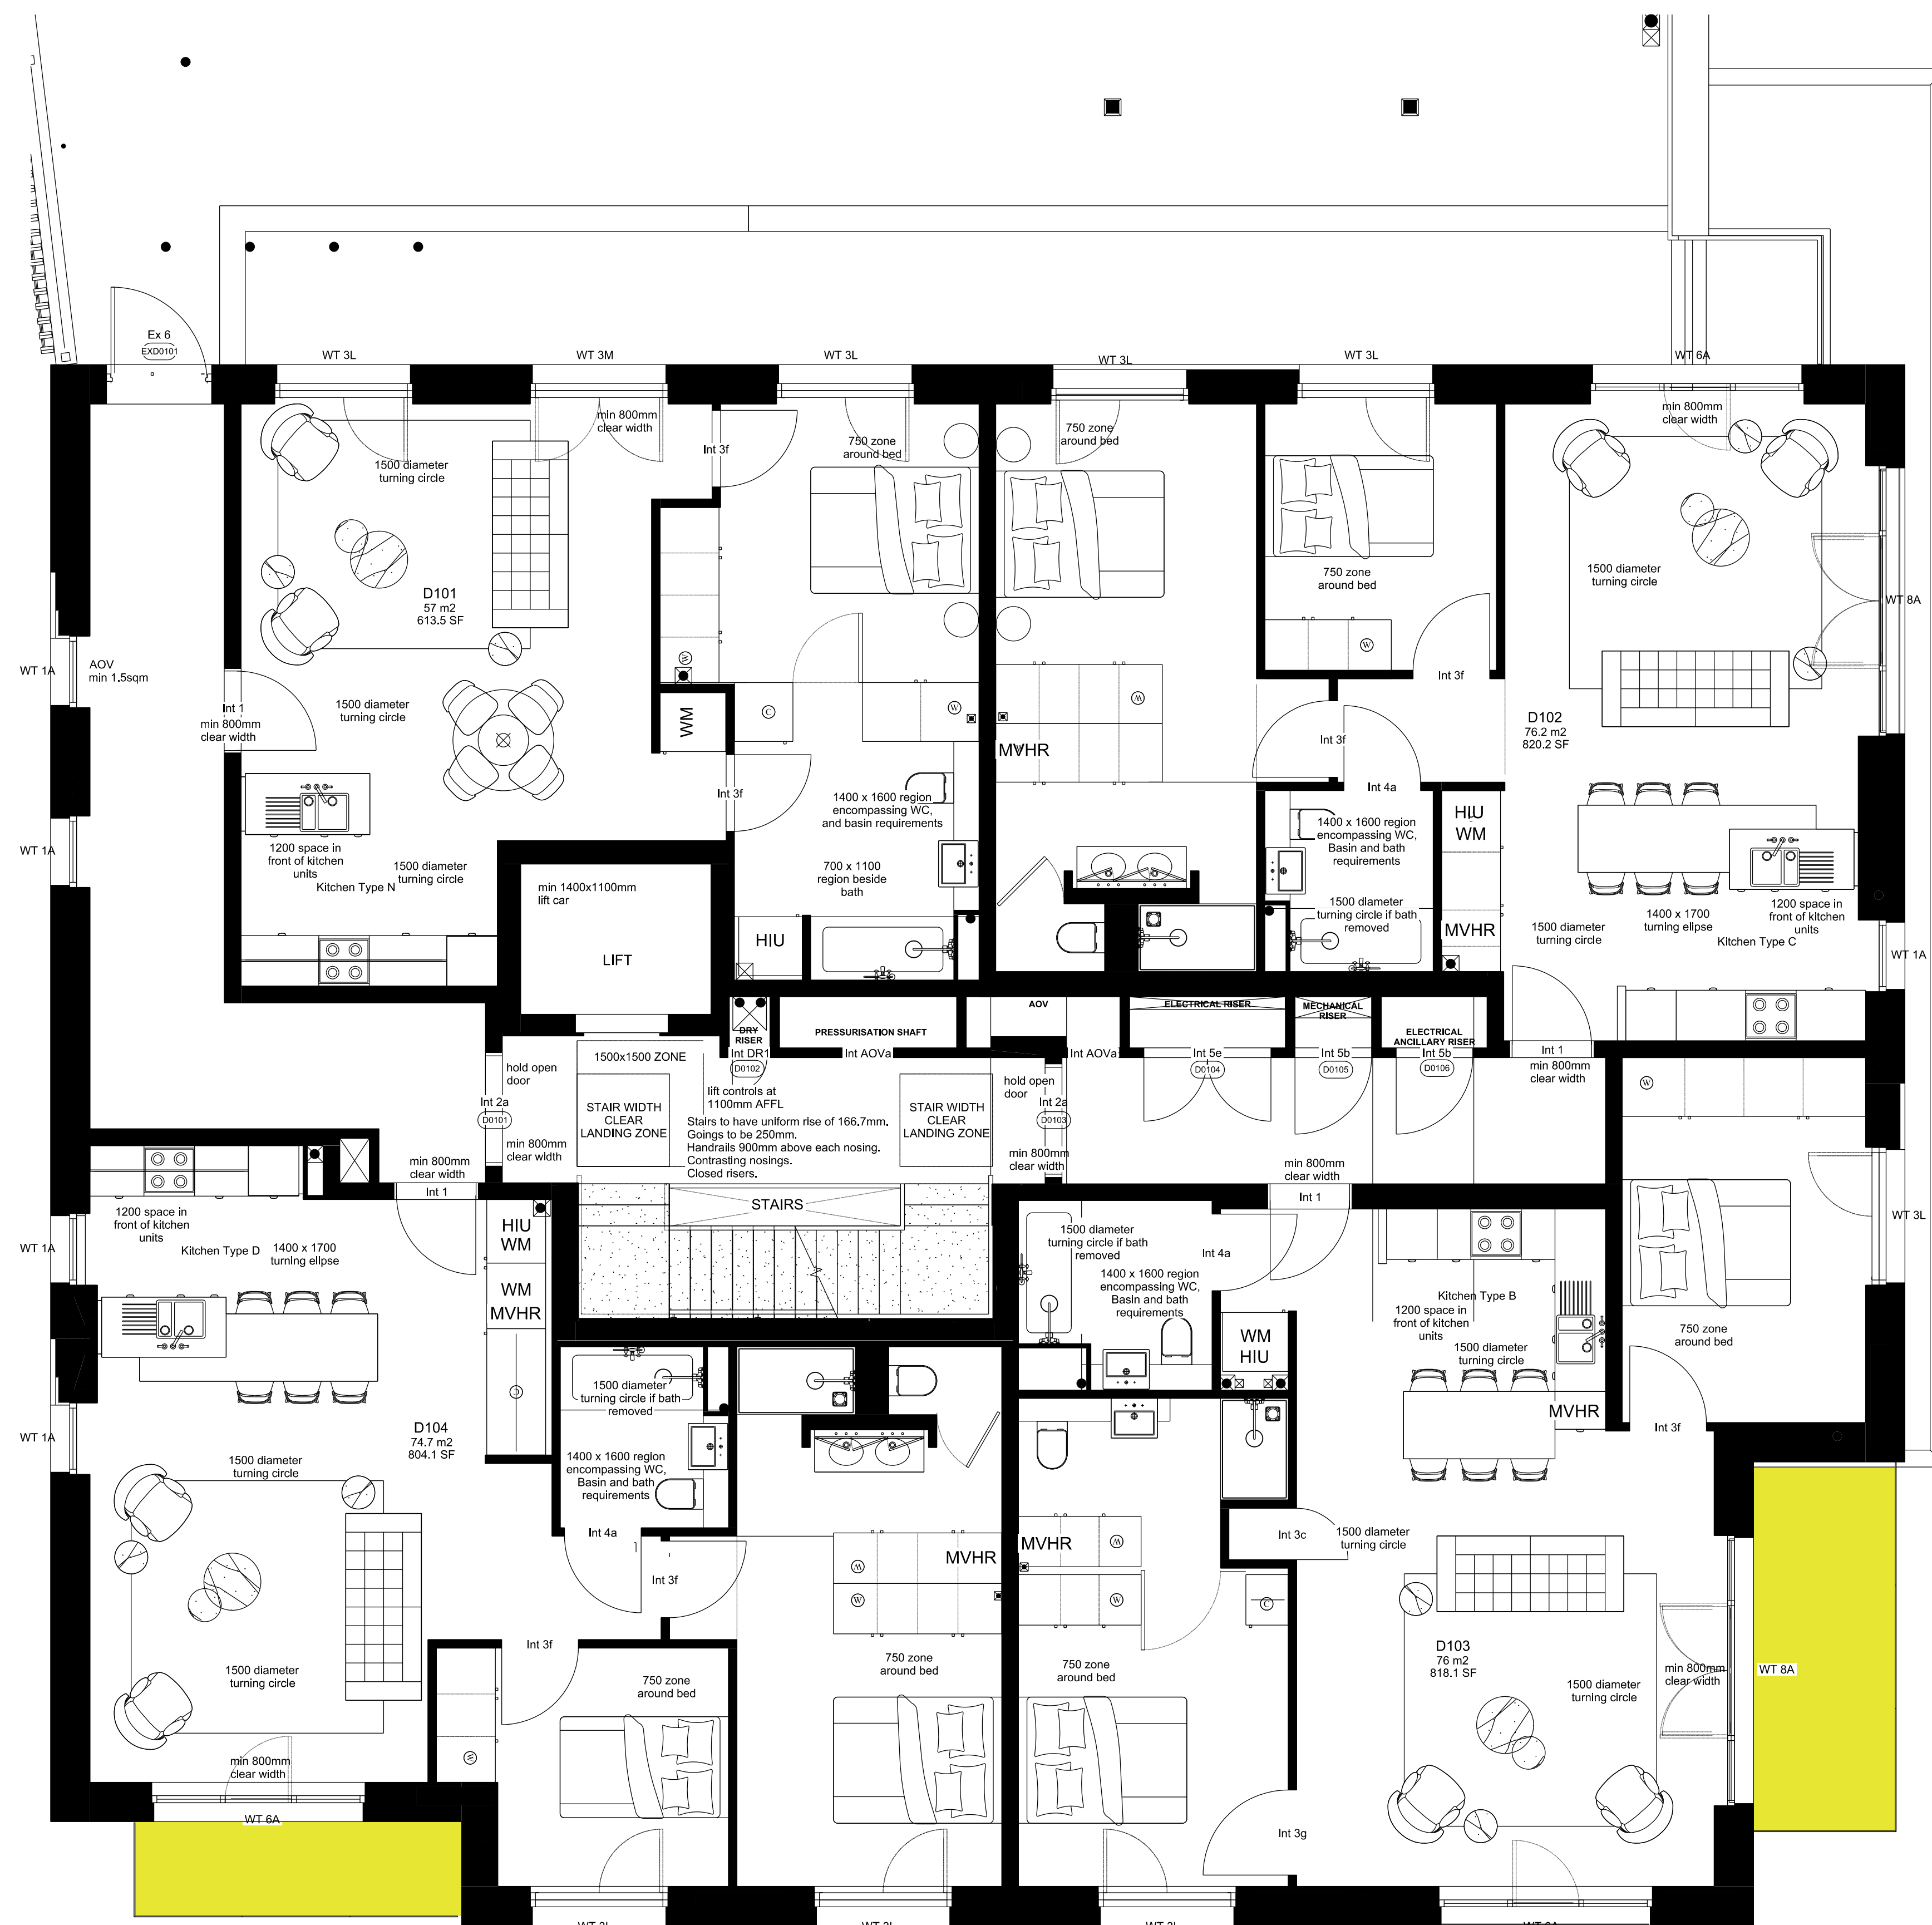 Ex 6
EXD0101
WT 3L
WT 3M
WT 3L
WT 3L
WT 3L
WT 6A
min 800mm
clear width
Int 3f
750 zone
around bed
750 zone
around bed
min 800mm
clear width
1500 diameter
turning circle
D101
57 m2
613.5 SF
750 zone
around bed
1500 diameter
turning circle
WT 8A
WT 1A
AOV
min 1.5sqm
W
W
Int 3f
Int 1
min 800mm
clear width
1500 diameter
turning circle
WM
C
W
W
MVHR
Int 3f
D102
76.2 m2
820.2 SF
Int 3f
Int 4a
1400 x 1600 region
encompassing WC,
and basin requirements
HIU
WM
1400 x 1600 region
encompassing WC,
Basin and bath
requirements
WT 1A
1200 space in
front of kitchen
units
Kitchen Type N
1500 diameter
turning circle
min 1400x1100mm
lift car
700 x 1100
region beside
bath
1500 diameter
turning circle if bath
removed
MVHR
1500 diameter
turning circle
1400 x 1700
turning elipse
1200 space in
front of kitchen
units
Kitchen Type C
HIU
LIFT
WT 1A
DRY
RISER
PRESSURISATION SHAFT
AOV
ELECTRICAL RISER
MECHANICAL
RISER
ELECTRICAL
ANCILLARY RISER
1500x1500 ZONE
Int DR1
D0102
Int AOVa
Int AOVa
Int 5e
D0104
Int 5b
D0105
Int 5b
D0106
Int 1
min 800mm
clear width
hold open
door
lift controls at
1100mm AFFL
hold open
door
W
Int 2a
D0101
STAIR WIDTH
CLEAR
LANDING ZONE
Stairs to have uniform rise of 166.7mm.
Goings to be 250mm.
Handrails 900mm above each nosing.
Contrasting nosings.
Closed risers.
STAIR WIDTH
CLEAR
LANDING ZONE
Int 2a
D0103
min 800mm
clear width
min 800mm
clear width
min 800mm
clear width
Int 1
min 800mm
clear width
Int 1
STAIRS
1200 space in
front of kitchen
units
Kitchen Type D
1400 x 1700
turning elipse
HIU
WM
WT 1A
WM
MVHR
1500 diameter
turning circle if bath
removed
Int 4a
1400 x 1600 region
encompassing WC,
Basin and bath
requirements
WT 3L
Kitchen Type B
1200 space in
front of kitchen
units
1500 diameter
turning circle
WM
HIU
750 zone
around bed
C
1500 diameter
turning circle if bath
removed
MVHR
Int 3f
WT 1A
D104
74.7 m2
804.1 SF
1500 diameter
turning circle
1400 x 1600 region
encompassing WC,
Basin and bath
requirements
Int 4a
Int 3f
W
W
MVHR
MVHR
W
W
Int 3c
1500 diameter
turning circle
C
Int 3f
D103
76 m2
818.1 SF
750 zone
around bed
750 zone
around bed
750 zone
around bed
1500 diameter
turning circle
1500 diameter
turning circle
min 800mm
clear width
WT 8A
min 800mm
clear width
W
WT 6A
Int 3g